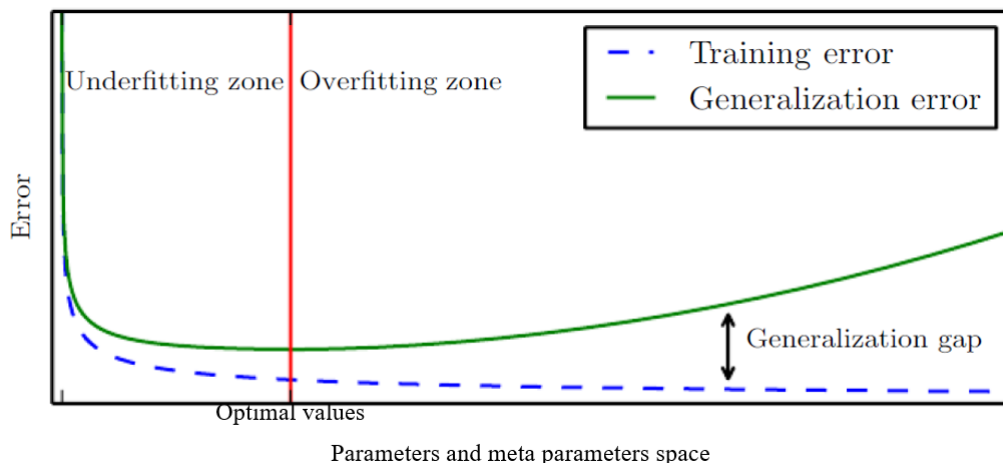 Underfitting zone
Overfitting zone
Training error
Generalization error
Error
Generalization gap
Optimal values
Parameters and meta parameters space